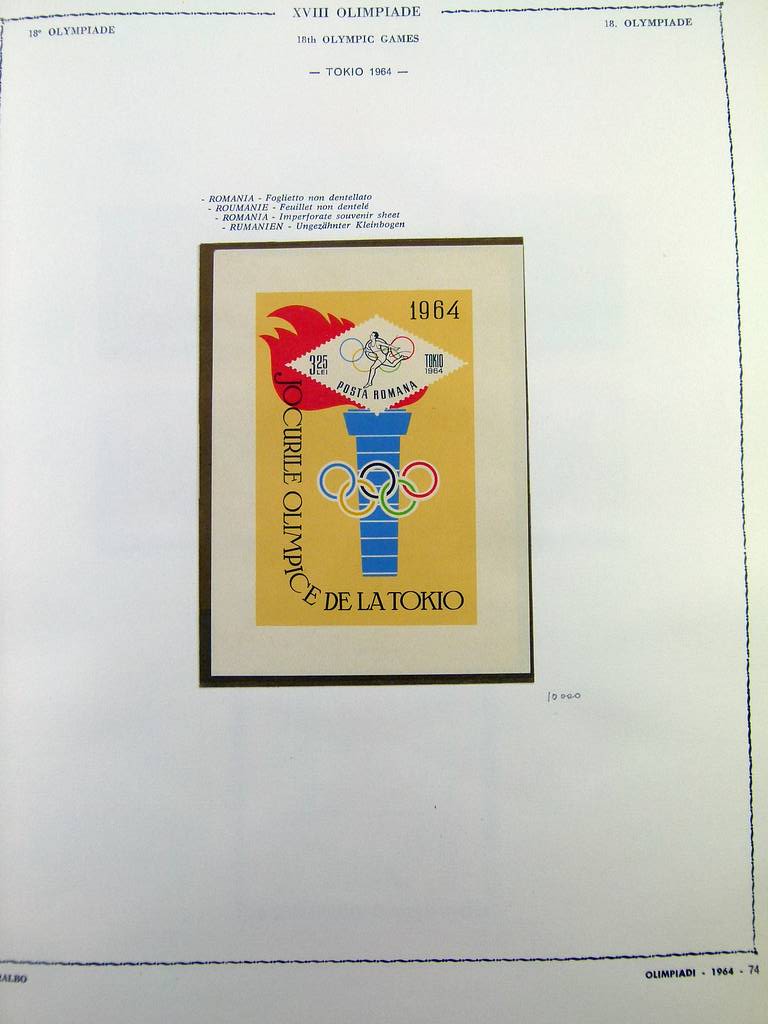 XVIII OLIMPIADE
18ᵉ OLYMPIADE
18th OLYMPIC GAMES
18. OLYMPIADE
— TOKIO 1964 —
- ROMANIA - Foglietto non dentellato
- ROUMANIE - Feuillet non dentelé
- ROMANIA - Imperforate souvenir sheet
- RUMANIEN - Ungezähnter Kleinbogen
1964
3,25 LEI
TOKIO 1964
POSTA ROMANA
JOCURILE OLIMPICE DE LA TOKIO
10000
OLIMPIADI - 1964 - 74